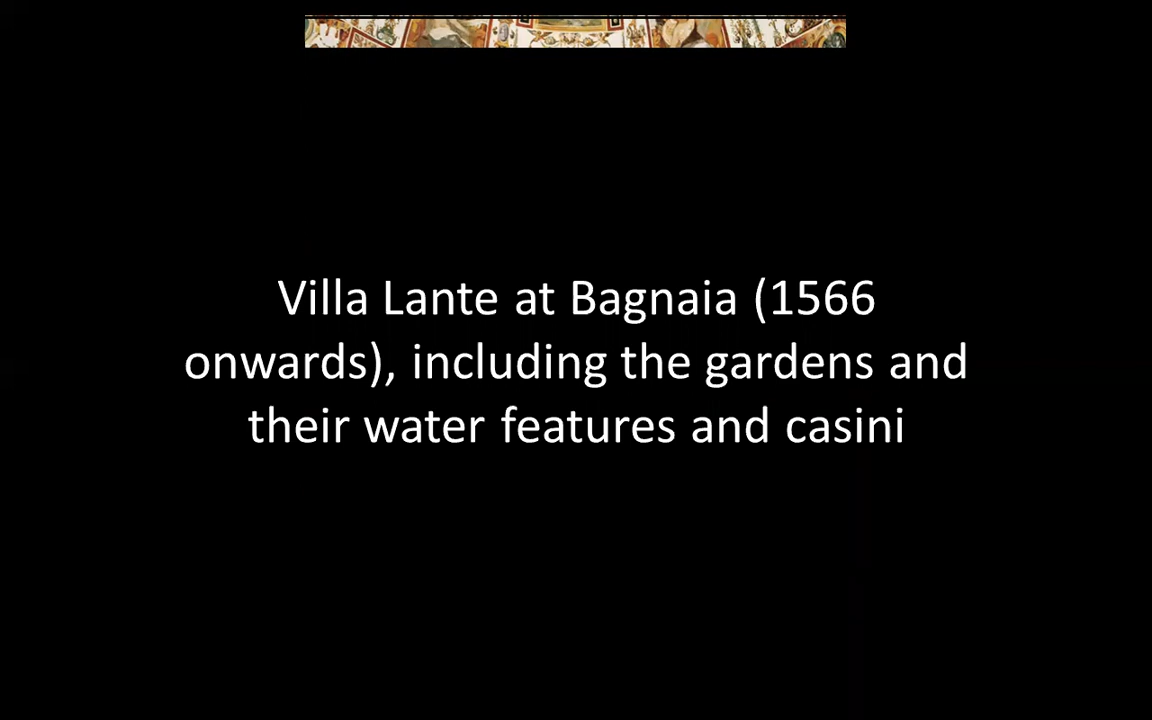 Villa Lante at Bagnaia (1566
onwards), including the gardens and
their water features and casini